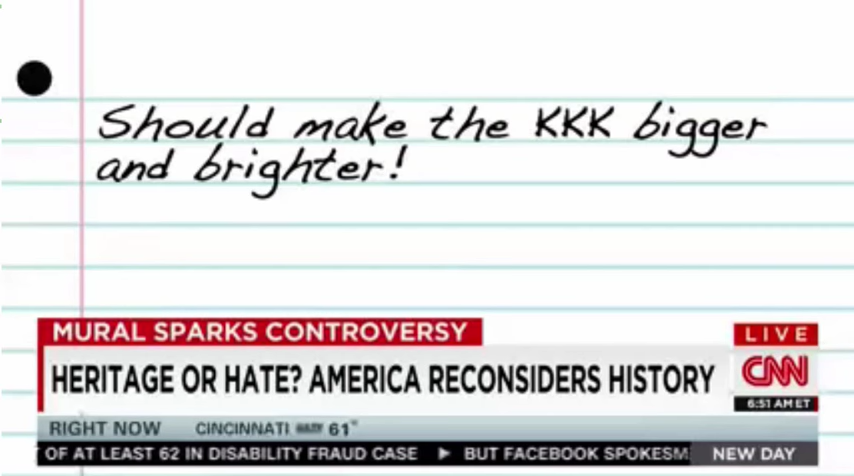 Should make the KKK bigger
and brighter!
MURAL SPARKS CONTROVERSY
LIVE
HERITAGE OR HATE? AMERICA RECONSIDERS HISTORY
CNN
6:51 AM ET
RIGHT NOW CINCINNATI HAZY 61°
OF AT LEAST 62 IN DISABILITY FRAUD CASE ▶ BUT FACEBOOK SPOKESM
NEW DAY